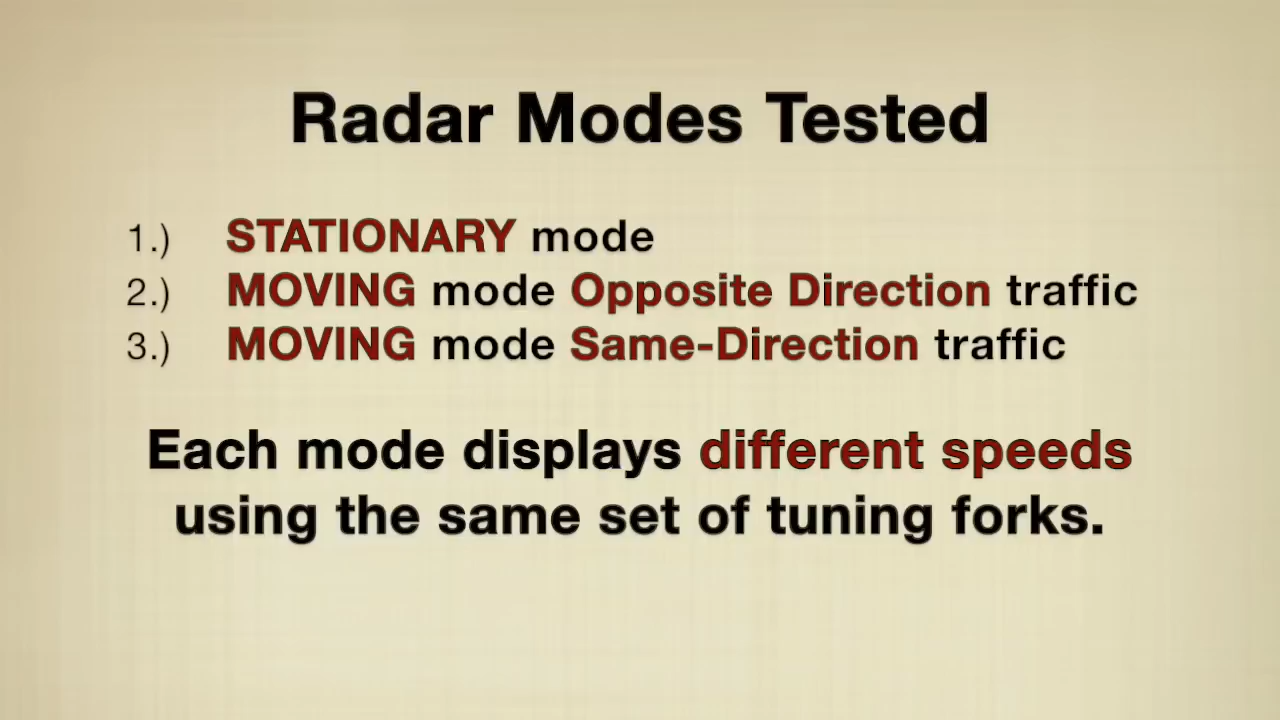 Radar Modes Tested
1.) STATIONARY mode
2.) MOVING mode Opposite Direction traffic
3.) MOVING mode Same-Direction traffic
Each mode displays different speeds
using the same set of tuning forks.